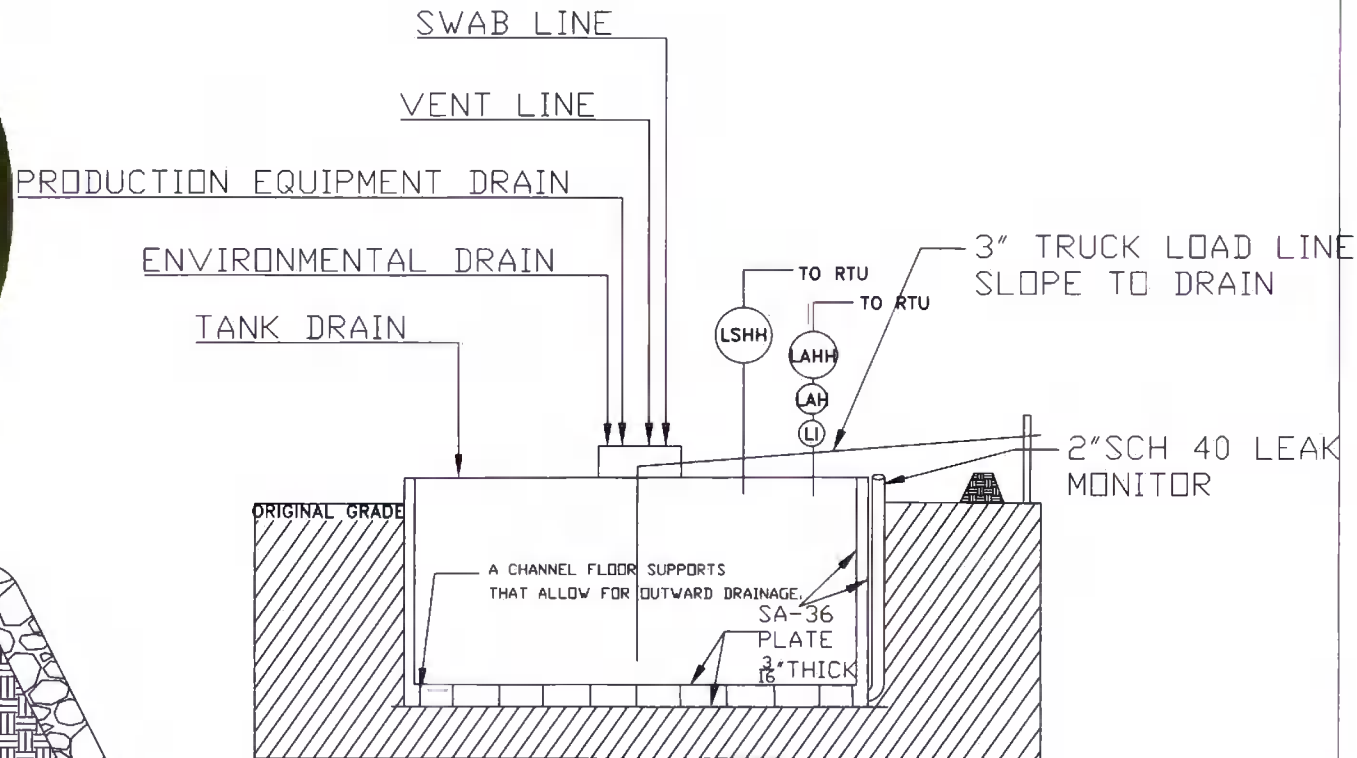 SWAB LINE
VENT LINE
PRODUCTION EQUIPMENT DRAIN
ENVIRONMENTAL DRAIN
TANK DRAIN
TO RTU
TO RTU
LSHH
LAHH
LAH
LI
3" TRUCK LOAD LINE
SLOPE TO DRAIN
2"SCH 40 LEAK
MONITOR
ORIGINAL GRADE
A CHANNEL FLOOR SUPPORTS
THAT ALLOW FOR OUTWARD DRAINAGE.
SA-36
PLATE
3/16"THICK